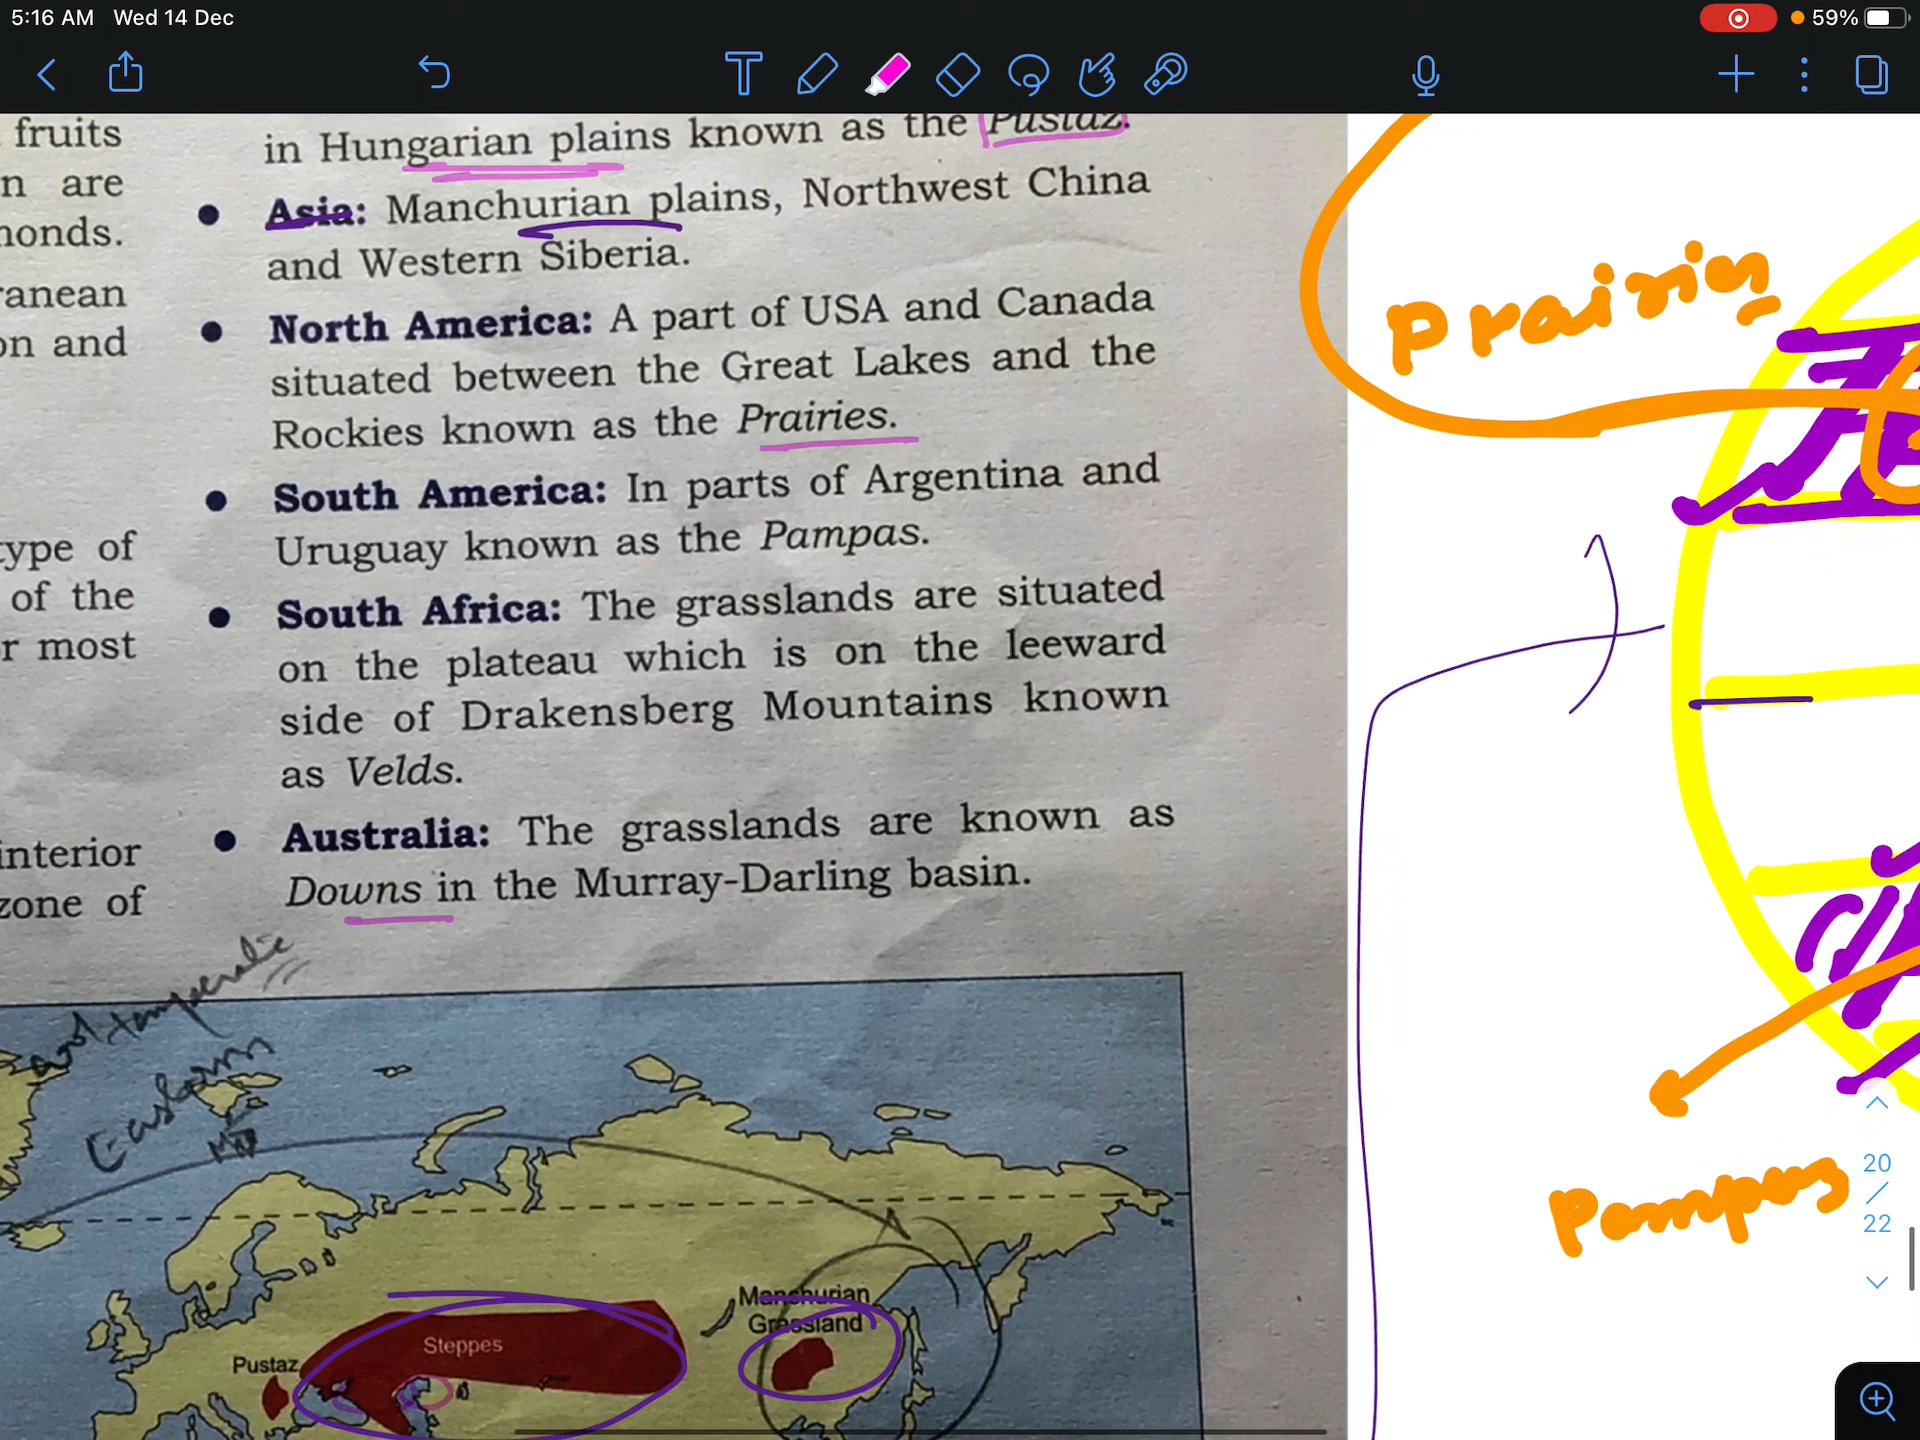 5:16 AM Wed 14 Dec
59%
fruits
n are
nonds.
ranean
on and
type of
of the
r most
interior
zone of
in Hungarian plains known as the Pustaz.
Asia: Manchurian plains, Northwest China
and Western Siberia.
North America: A part of USA and Canada
situated between the Great Lakes and the
Rockies known as the Prairies.
South America: In parts of Argentina and
Uruguay known as the Pampas.
South Africa: The grasslands are situated
on the plateau which is on the leeward
side of Drakensberg Mountains known
as Velds.
Australia: The grasslands are known as
Downs in the Murray-Darling basin.
Eastern
Manchurian
Grassland
Steppes
Pustaz
Prairies
Pampas
20
/
22